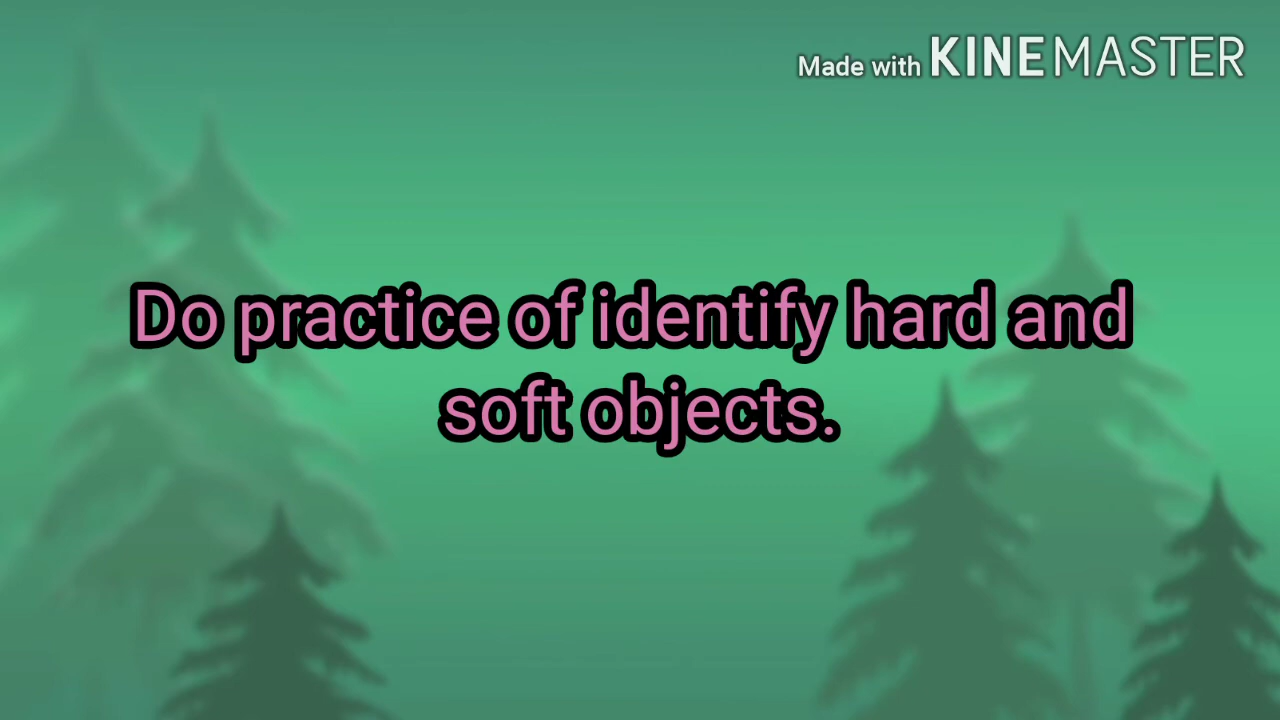 Made with KINEMASTER
Do practice of identify hard and
soft objects.